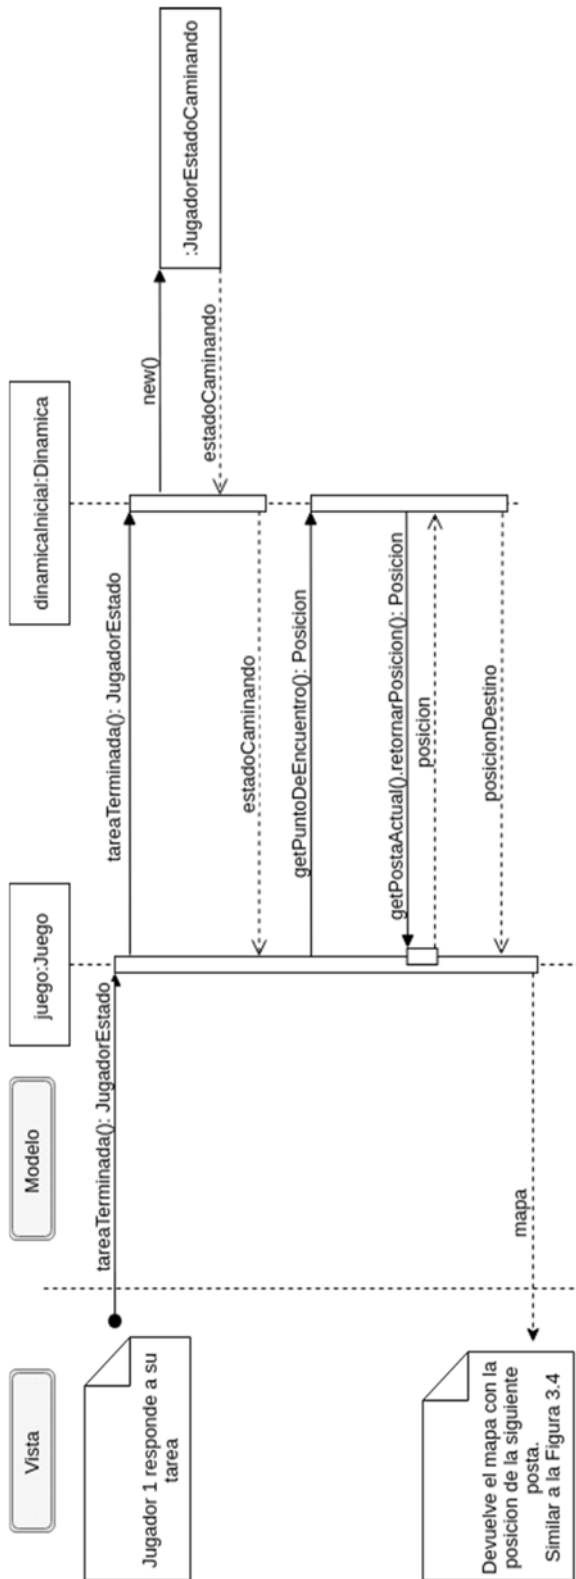 Vista
Modelo
juego:Juego
dinamicaInicial:Dinamica
Jugador 1 responde a su
tarea
tareaTerminada(): JugadorEstado
tareaTerminada(): JugadorEstado
new()
:JugadorEstadoCaminando
estadoCaminando
estadoCaminando
getPuntoDeEncuentro(): Posicion
getPostaActual().retornarPosicion(): Posicion
posicion
posicionDestino
mapa
Devuelve el mapa con la
posicion de la siguiente
posta.
Similar a la Figura 3.4